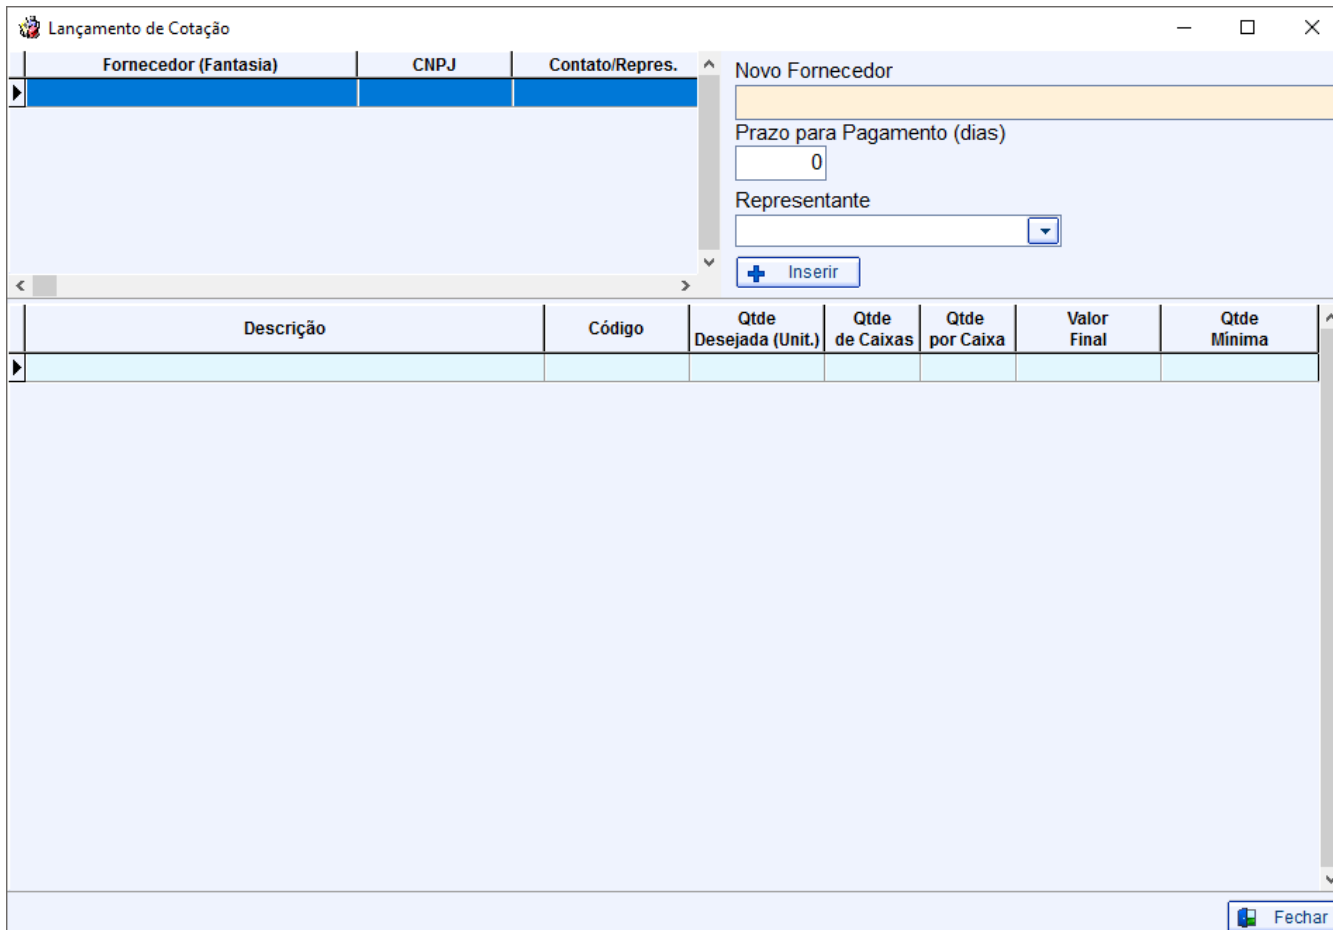 Lançamento de Cotação
Fornecedor (Fantasia) CNPJ Contato/Repres.
Novo Fornecedor
Prazo para Pagamento (dias)
0
Representante
Inserir
Descrição Código Qtde Desejada (Unit.) Qtde de Caixas Qtde por Caixa Valor Final Qtde Mínima
Fechar